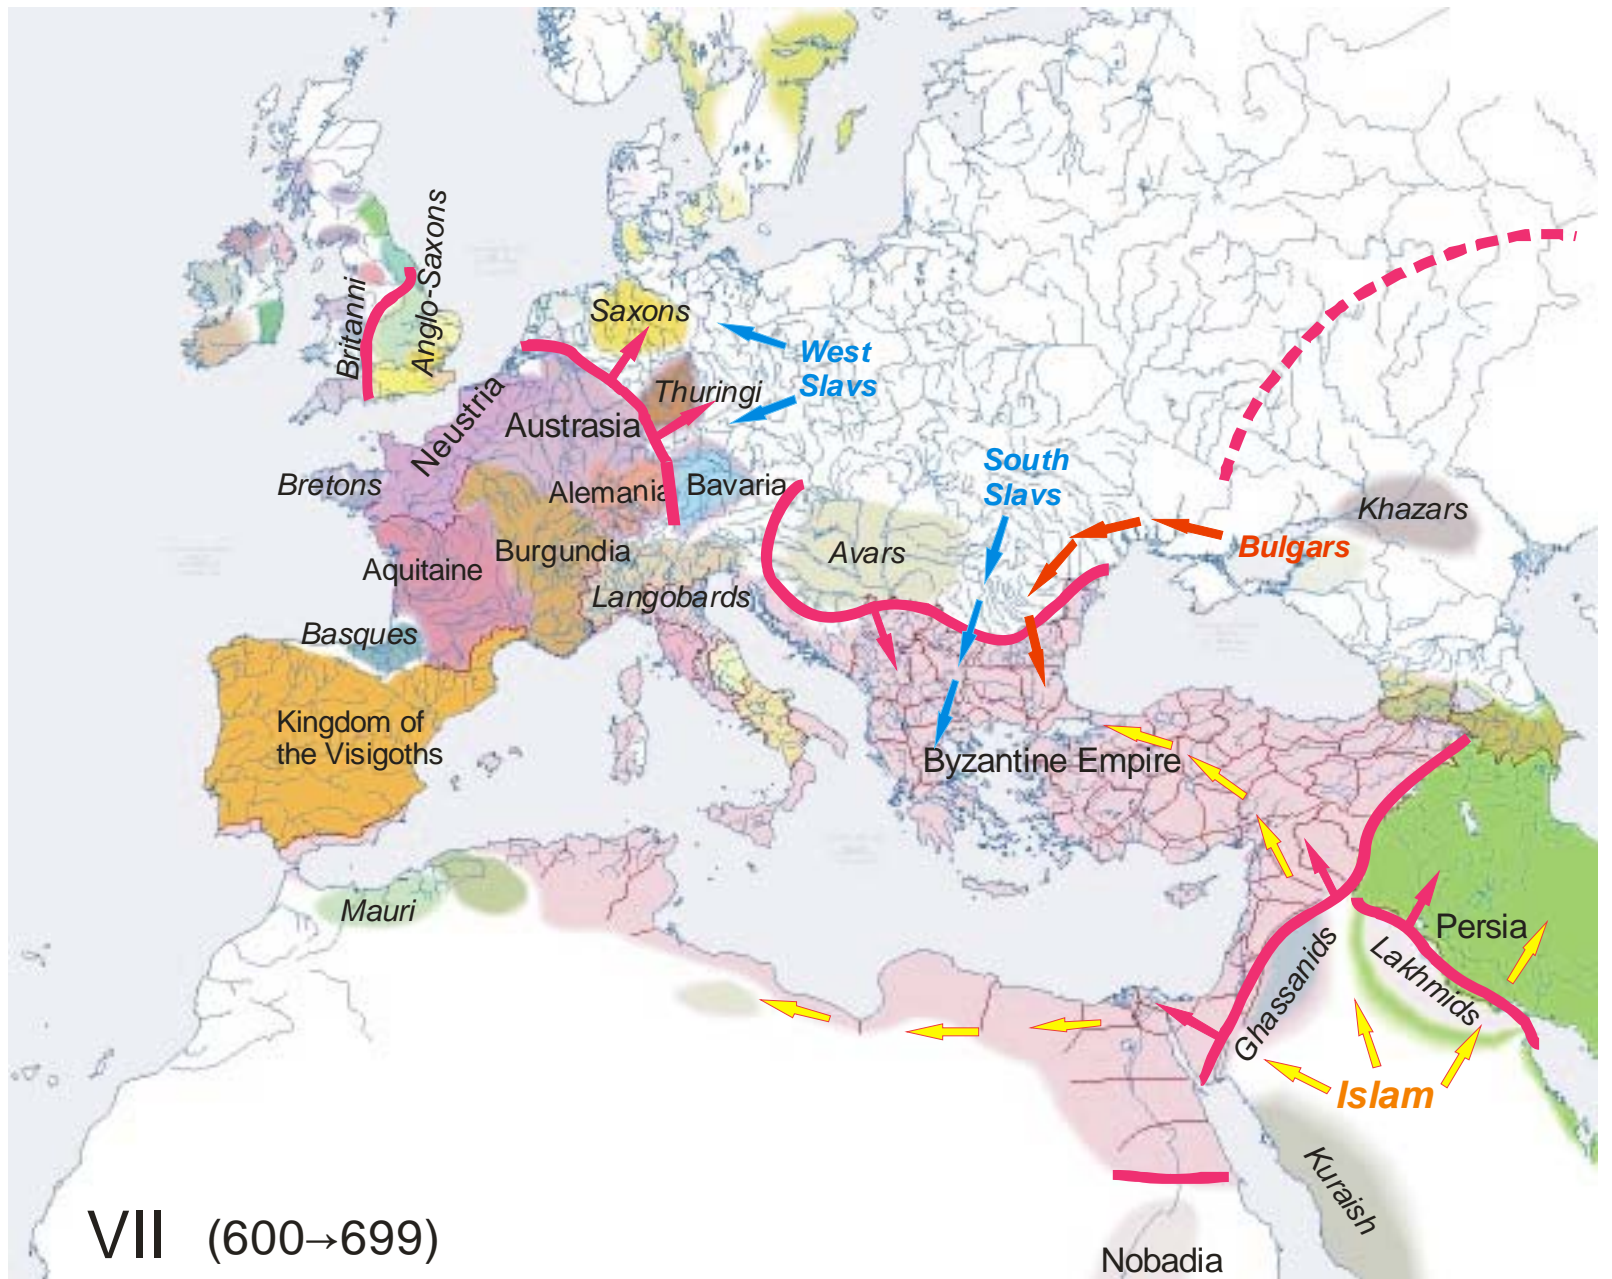 Britanni
Anglo-Saxons
Saxons
West
Slavs
Thuringi
Neustria
Austrasia
Bretons
Alemania
Bavaria
South
Slavs
Khazars
Bulgars
Avars
Burgundia
Aquitaine
Langobards
Basques
Kingdom of
the Visigoths
Byzantine Empire
Mauri
Persia
Ghassanids
Lakhmids
Islam
Kuraish
Nobadia
VII (600→699)